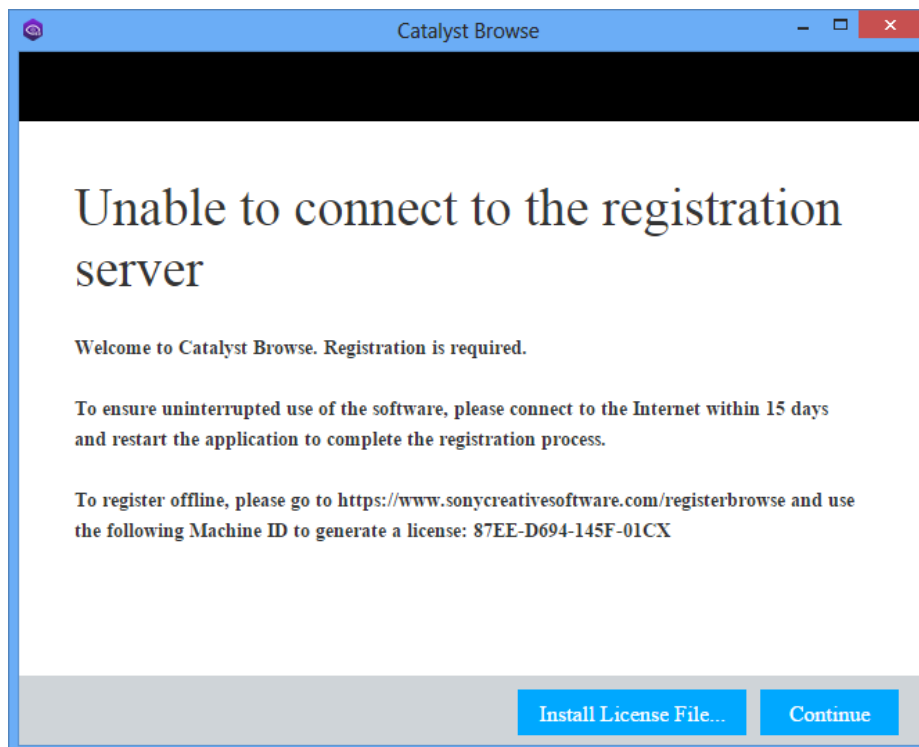 Catalyst Browse
Unable to connect to the registration
server
Welcome to Catalyst Browse. Registration is required.
To ensure uninterrupted use of the software, please connect to the Internet within 15 days
and restart the application to complete the registration process.
To register offline, please go to https://www.sonycreativesoftware.com/registerbrowse and use
the following Machine ID to generate a license: 87EE-D694-145F-01CX
Install License File... Continue